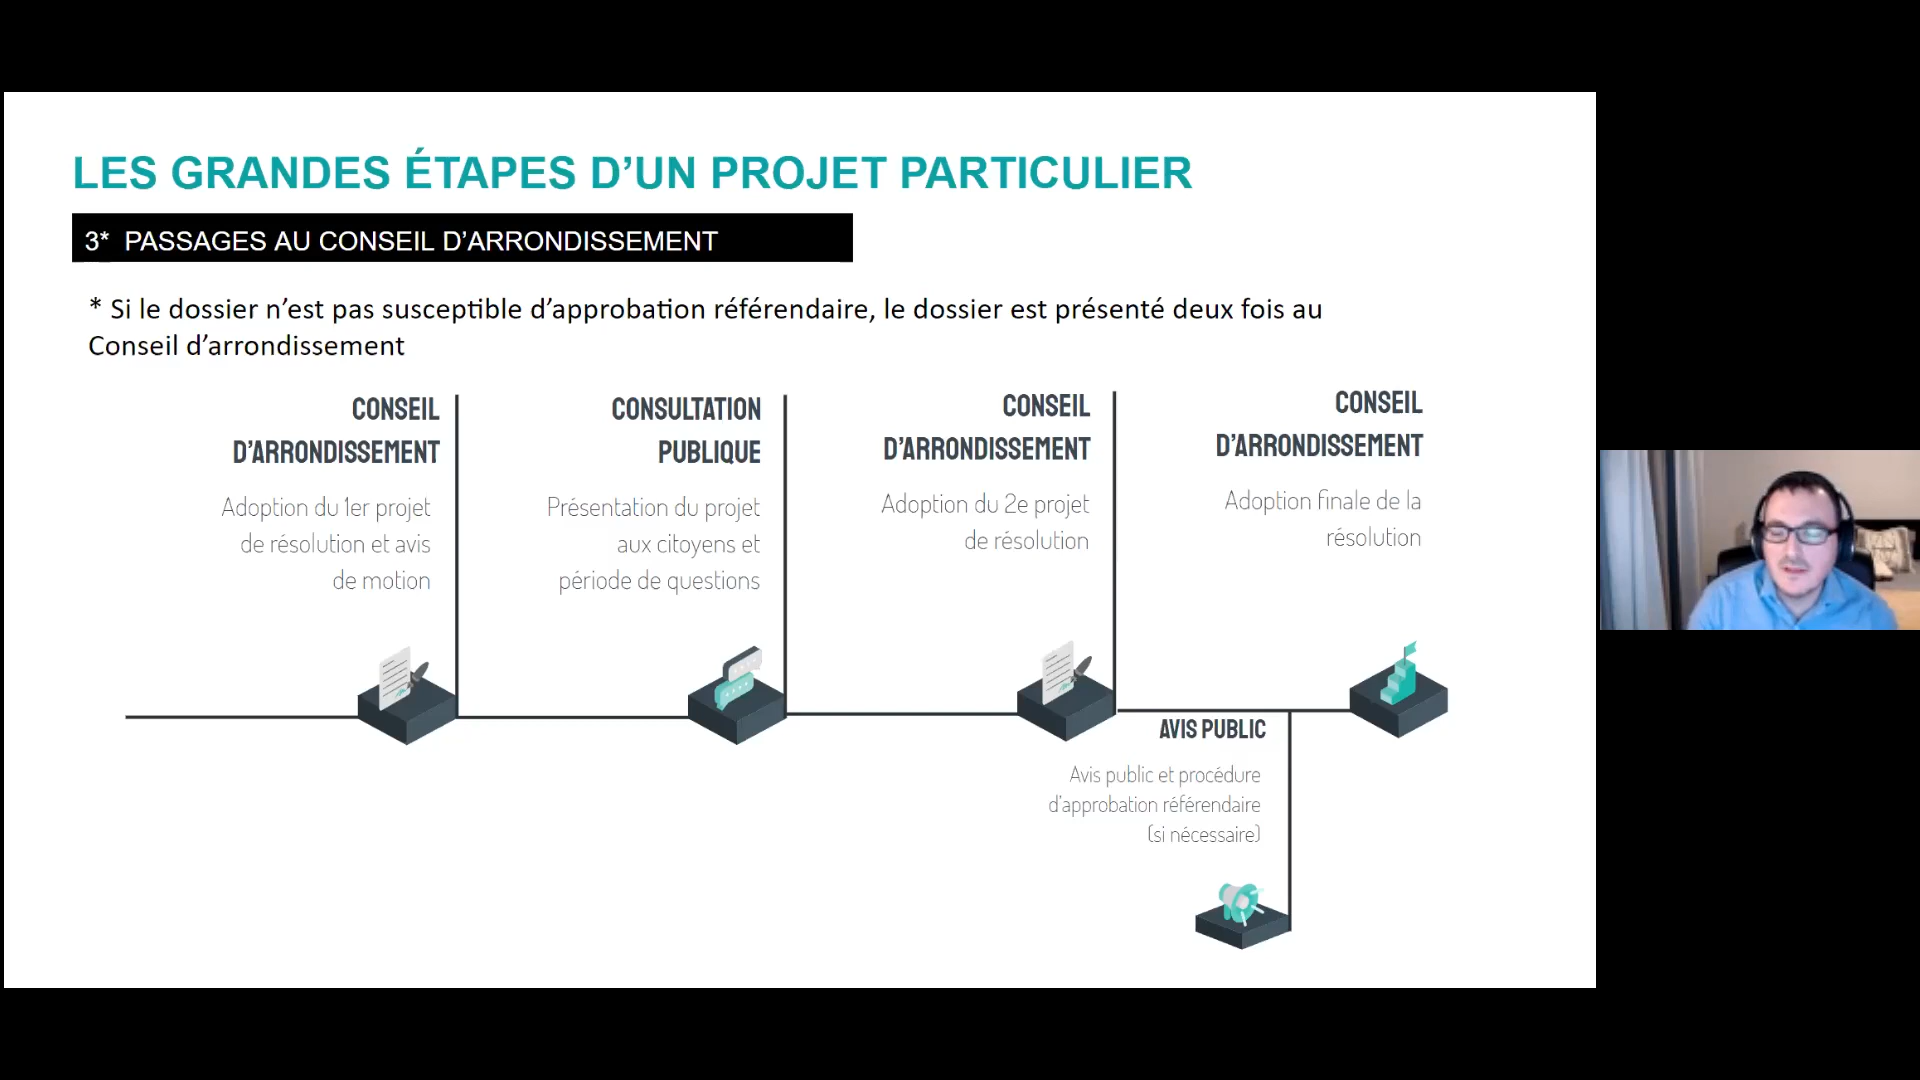 LES GRANDES ÉTAPES D’UN PROJET PARTICULIER
3* PASSAGES AU CONSEIL D’ARRONDISSEMENT
* Si le dossier n’est pas susceptible d’approbation référendaire, le dossier est présenté deux fois au
Conseil d’arrondissement
CONSEIL
D’ARRONDISSEMENT
Adoption du 1er projet
de résolution et avis
de motion
CONSULTATION
PUBLIQUE
Présentation du projet
aux citoyens et
période de questions
CONSEIL
D’ARRONDISSEMENT
Adoption du 2e projet
de résolution
CONSEIL
D’ARRONDISSEMENT
Adoption finale de la
résolution
AVIS PUBLIC
Avis public et procédure
d’approbation référendaire
(si nécessaire)